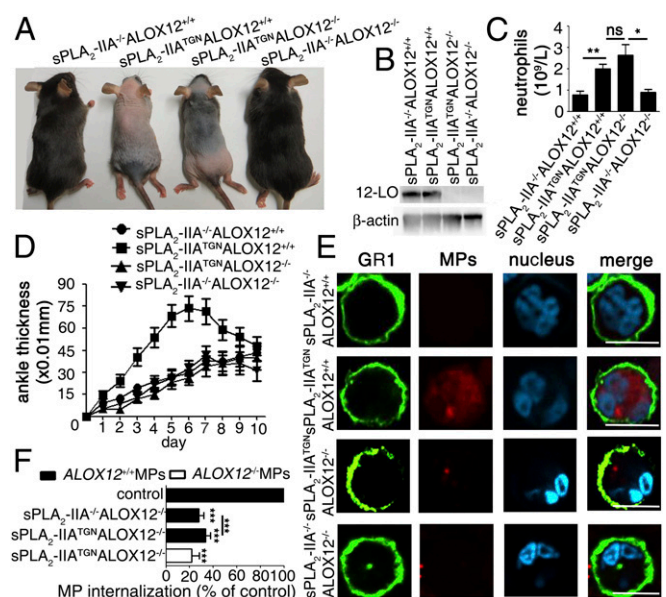 A
sPLA₂-IIA⁻/⁻ALOX12⁺/⁺
sPLA₂-IIAᵀᴳᴺALOX12⁺/⁺
sPLA₂-IIAᵀᴳᴺALOX12⁻/⁻
sPLA₂-IIA⁻/⁻ALOX12⁻/⁻
B
sPLA₂-IIA⁻/⁻ALOX12⁺/⁺
sPLA₂-IIAᵀᴳᴺALOX12⁺/⁺
sPLA₂-IIAᵀᴳᴺALOX12⁻/⁻
sPLA₂-IIA⁻/⁻ALOX12⁻/⁻
12-LO
β-actin
C
neutrophils
(10⁹/L)
4
3
2
1
0
**
ns
*
sPLA₂-IIA⁻/⁻ALOX12⁺/⁺
sPLA₂-IIAᵀᴳᴺALOX12⁺/⁺
sPLA₂-IIAᵀᴳᴺALOX12⁻/⁻
sPLA₂-IIA⁻/⁻ALOX12⁻/⁻
D
sPLA₂-IIA⁻/⁻ALOX12⁺/⁺
sPLA₂-IIAᵀᴳᴺALOX12⁺/⁺
sPLA₂-IIAᵀᴳᴺALOX12⁻/⁻
sPLA₂-IIA⁻/⁻ALOX12⁻/⁻
ankle thickness
(x0.01mm)
90
75
60
45
30
15
0
1 2 3 4 5 6 7 8 9 10
day
E
GR1 MPs nucleus merge
sPLA₂-IIA⁻/⁻
ALOX12⁺/⁺
sPLA₂-IIAᵀᴳᴺ
ALOX12⁺/⁺
sPLA₂-IIAᵀᴳᴺ
ALOX12⁻/⁻
sPLA₂-IIA⁻/⁻
ALOX12⁻/⁻
F
ALOX12⁺/⁺MPs ALOX12⁻/⁻MPs
control
sPLA₂-IIA⁻/⁻ALOX12⁻/⁻
***
sPLA₂-IIAᵀᴳᴺALOX12⁻/⁻
***
***
sPLA₂-IIAᵀᴳᴺALOX12⁻/⁻
0 20 40 60 80 100
MP internalization (% of control)